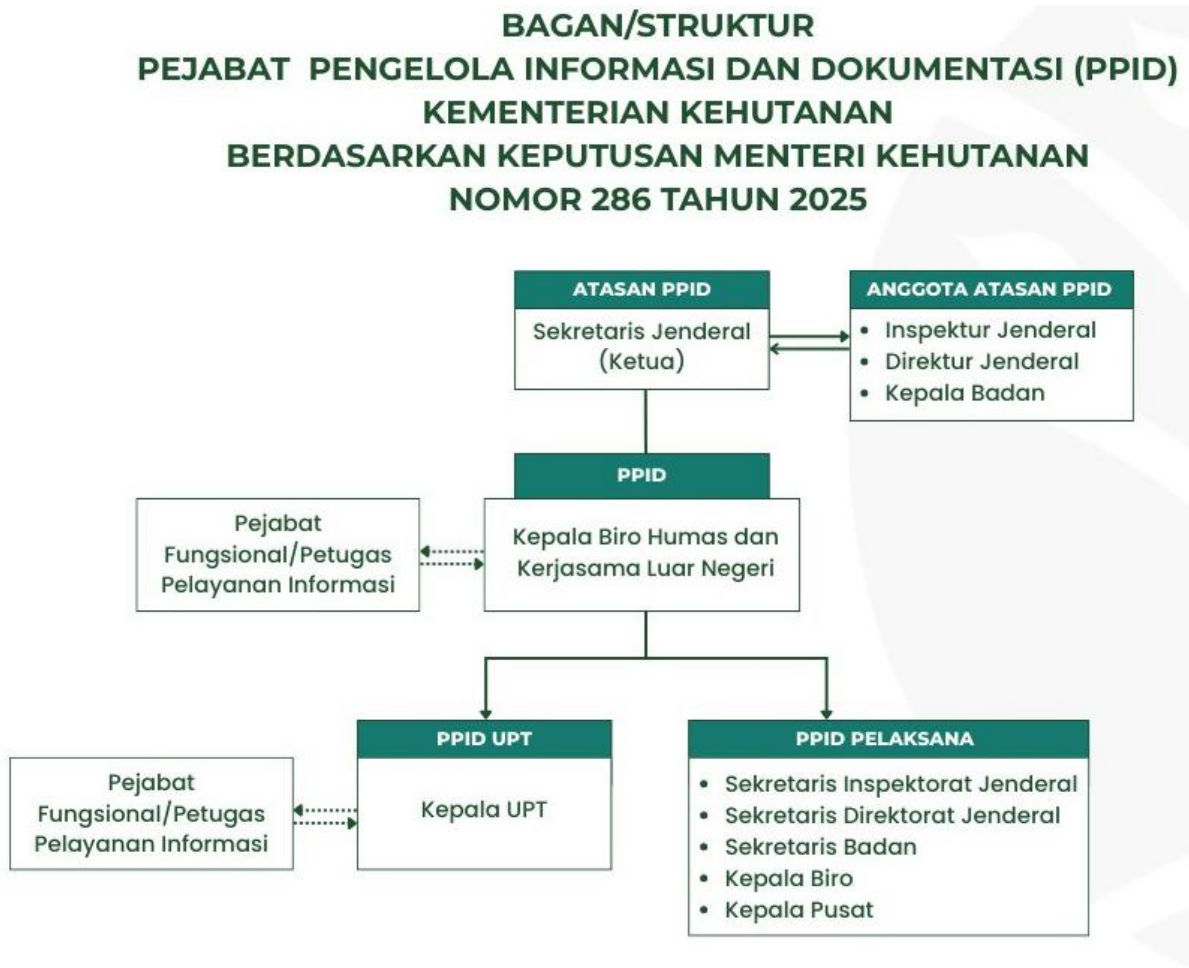 BAGAN/STRUKTUR
PEJABAT PENGELOLA INFORMASI DAN DOKUMENTASI (PPID)
KEMENTERIAN KEHUTANAN
BERDASARKAN KEPUTUSAN MENTERI KEHUTANAN
NOMOR 286 TAHUN 2025
ATASAN PPID
Sekretaris Jenderal
(Ketua)
ANGGOTA ATASAN PPID
• Inspektur Jenderal
• Direktur Jenderal
• Kepala Badan
PPID
Kepala Biro Humas dan
Kerjasama Luar Negeri
Pejabat
Fungsional/Petugas
Pelayanan Informasi
PPID UPT
Kepala UPT
Pejabat
Fungsional/Petugas
Pelayanan Informasi
PPID PELAKSANA
• Sekretaris Inspektorat Jenderal
• Sekretaris Direktorat Jenderal
• Sekretaris Badan
• Kepala Biro
• Kepala Pusat